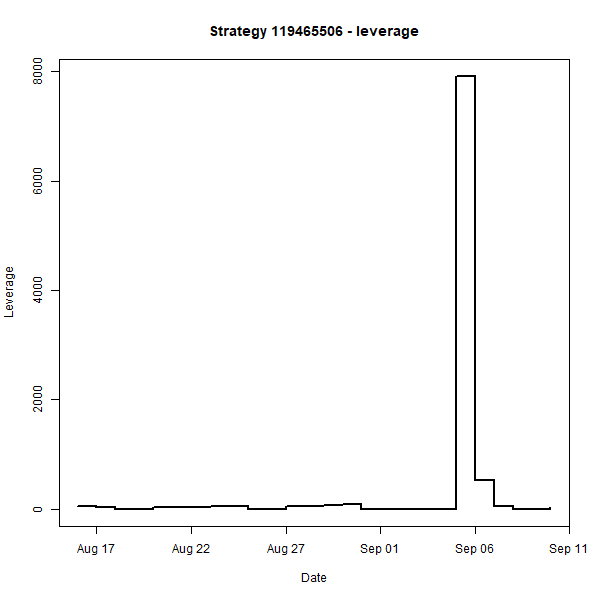 Strategy 119465506 - leverage
8000
6000
4000
2000
0
Leverage
Aug 17 Aug 22 Aug 27 Sep 01 Sep 06 Sep 11
Date